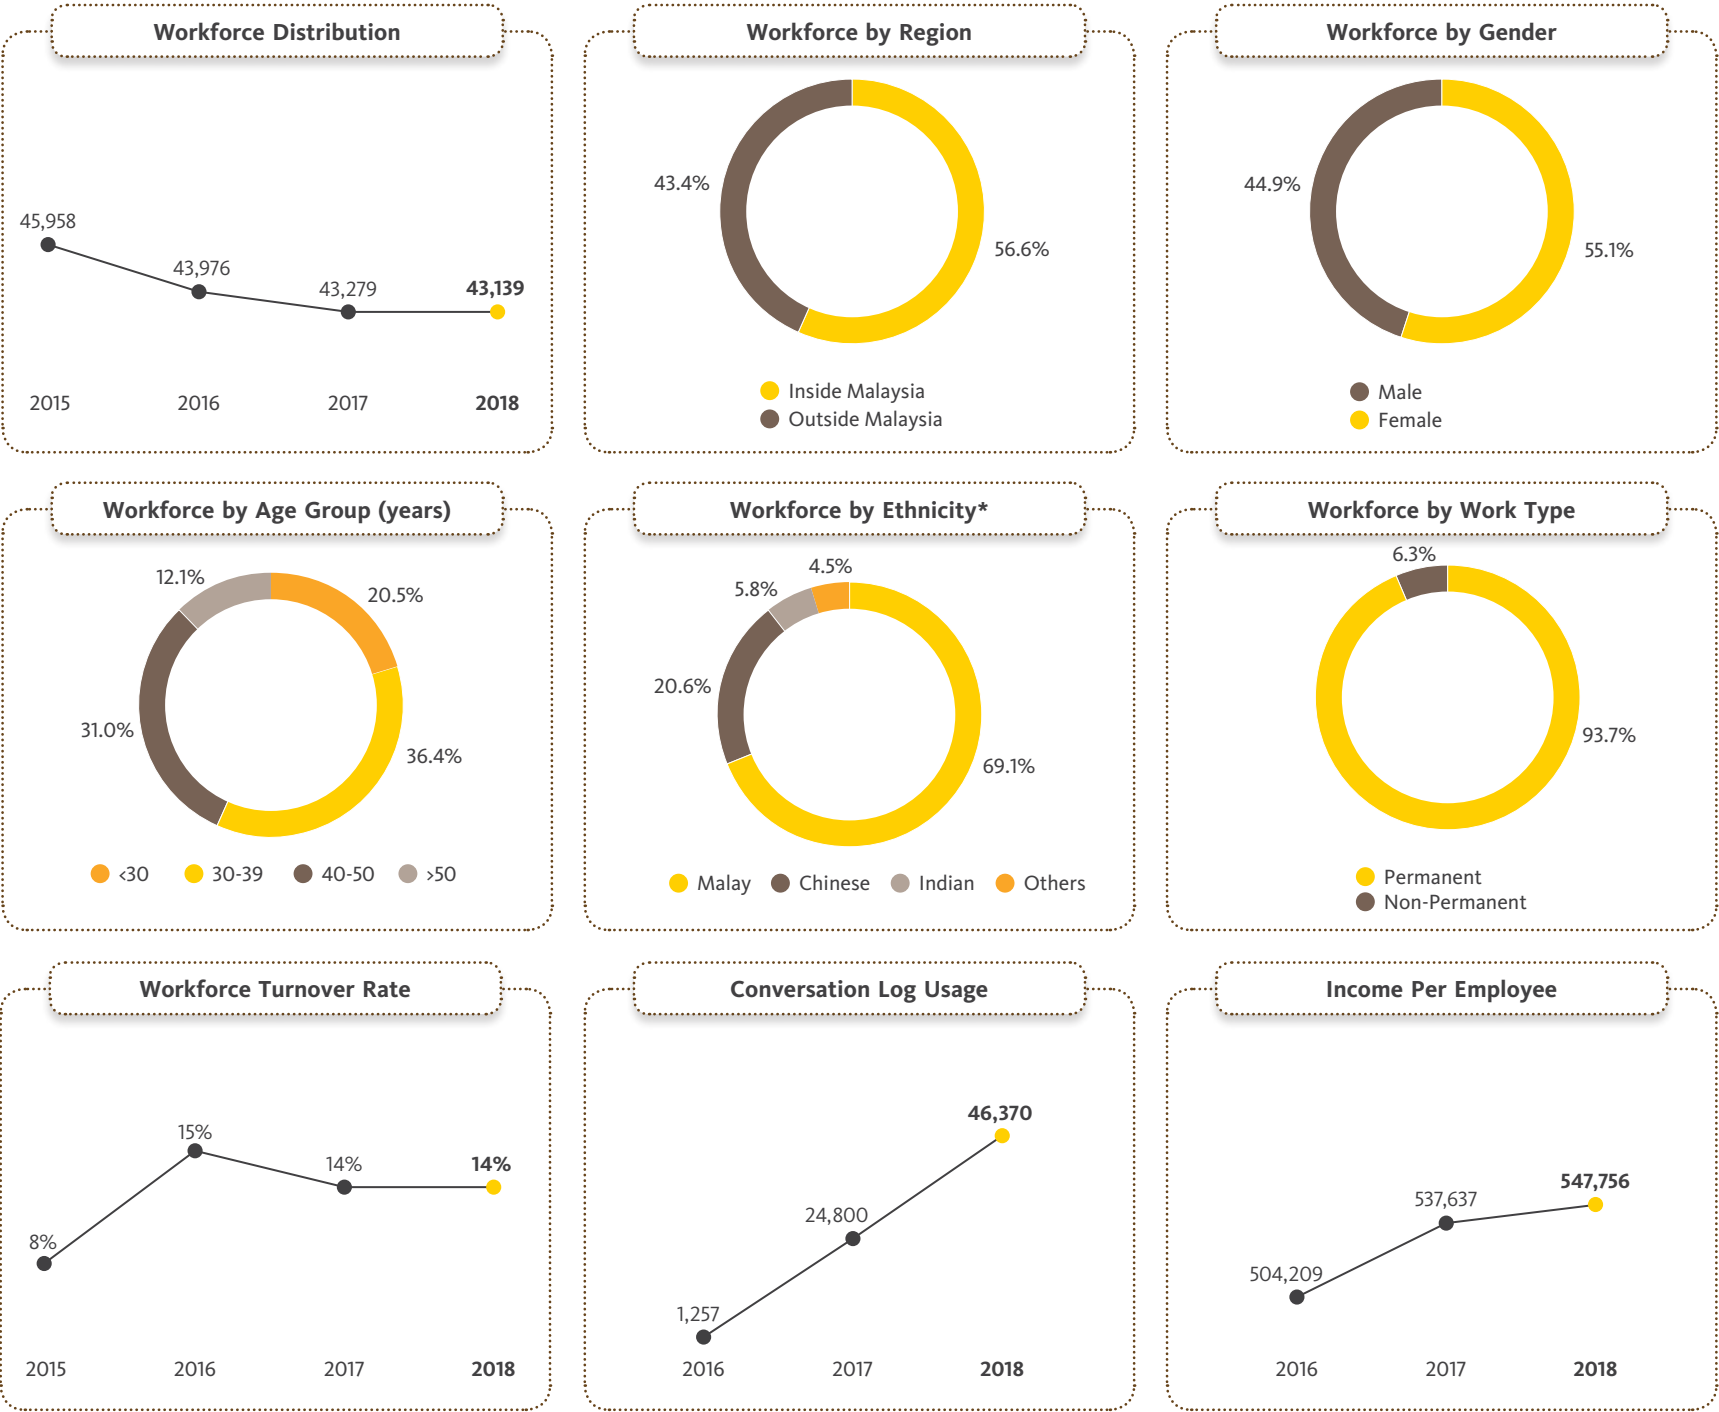 Workforce Distribution
45,958
43,976
43,279
43,139
2015 2016 2017 2018
Workforce by Region
43.4%
56.6%
Inside Malaysia
Outside Malaysia
Workforce by Gender
44.9%
55.1%
Male
Female
Workforce by Age Group (years)
12.1%
20.5%
31.0%
36.4%
<30 30-39 40-50 >50
Workforce by Ethnicity*
4.5%
5.8%
20.6%
69.1%
Malay Chinese Indian Others
Workforce by Work Type
6.3%
93.7%
Permanent
Non-Permanent
Workforce Turnover Rate
8%
15%
14%
14%
2015 2016 2017 2018
Conversation Log Usage
1,257
24,800
46,370
2016 2017 2018
Income Per Employee
504,209
537,637
547,756
2016 2017 2018